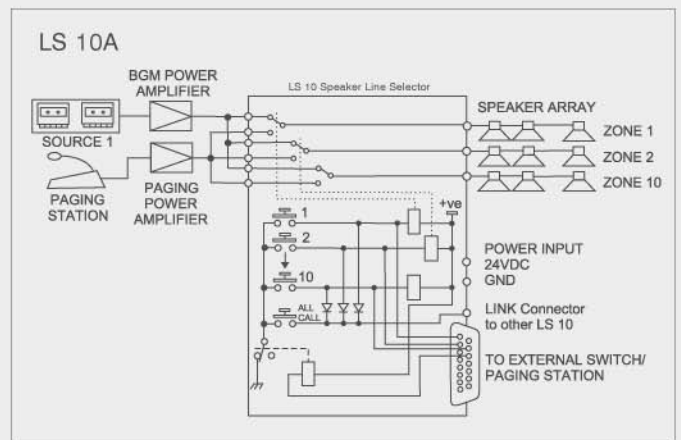 LS 10A
BGM POWER
AMPLIFIER
LS 10 Speaker Line Selector
SPEAKER ARRAY
SOURCE 1
ZONE 1
ZONE 2
ZONE 10
PAGING
STATION
PAGING
POWER
AMPLIFIER
+ve
1
2
10
ALL
CALL
POWER INPUT
24VDC
GND
LINK Connector
to other LS 10
TO EXTERNAL SWITCH/
PAGING STATION